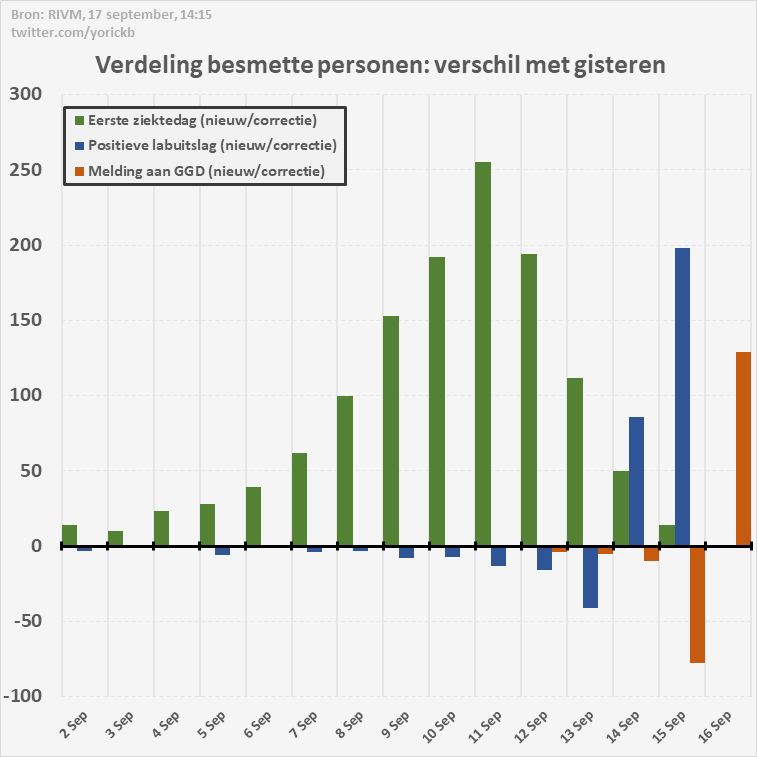 Bron: RIVM, 17 september, 14:15
twitter.com/yorickb
Verdeling besmette personen: verschil met gisteren
300
250
200
150
100
50
0
-50
-100
Eerste ziektedag (nieuw/correctie)
Positieve labuitslag (nieuw/correctie)
Melding aan GGD (nieuw/correctie)
2 Sep
3 Sep
4 Sep
5 Sep
6 Sep
7 Sep
8 Sep
9 Sep
10 Sep
11 Sep
12 Sep
13 Sep
14 Sep
15 Sep
16 Sep